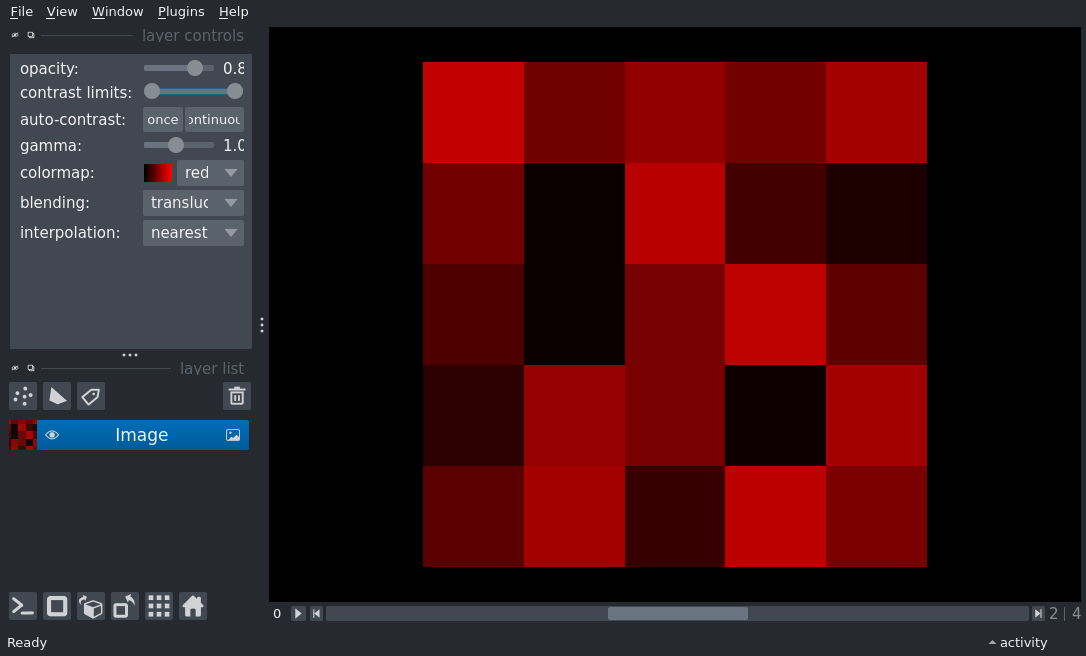 File View Window Plugins Help
layer controls
opacity: 0.8
contrast limits:
auto-contrast: once ontinuou
gamma: 1.0
colormap: red
blending: transluc
interpolation: nearest
layer list
Image
0 2 | 4
Ready activity